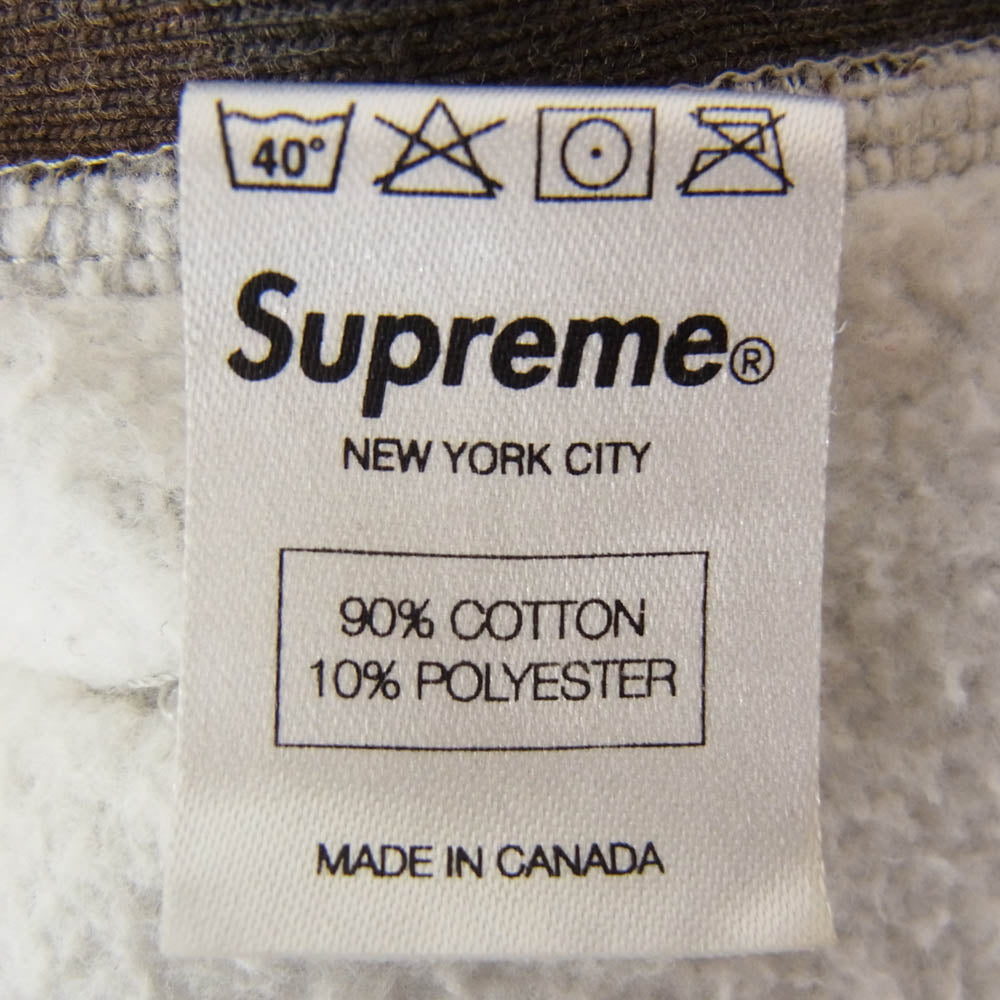 40°
Supreme®
NEW YORK CITY
90% COTTON
10% POLYESTER
MADE IN CANADA